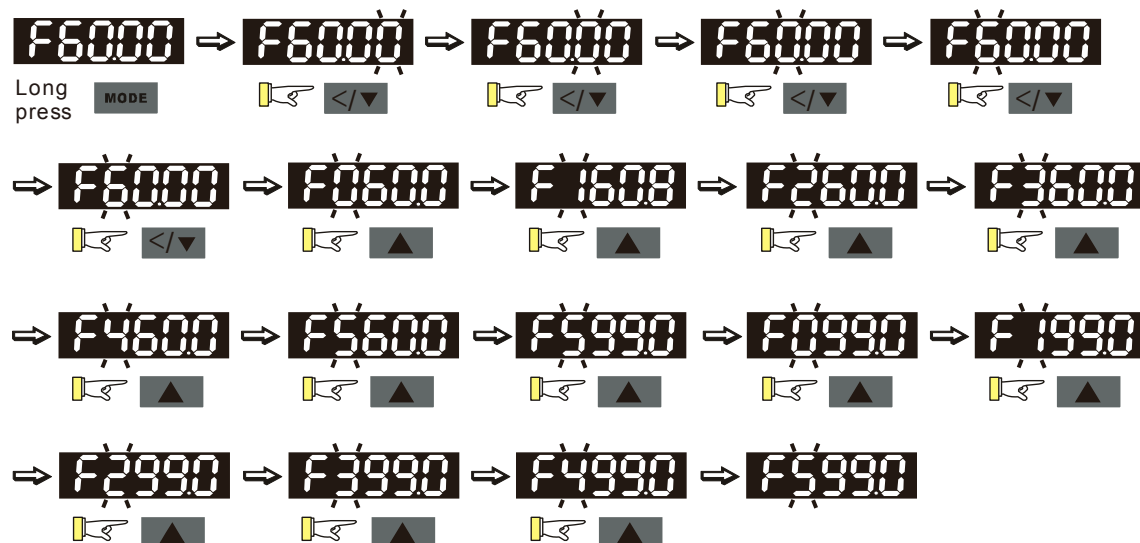 F60.00 ⇨ F60.00 ⇨ F60.00 ⇨ F60.00 ⇨ F60.00
Long
press MODE </▼ </▼ </▼ </▼
⇨ F60.00 ⇨ F060.0 ⇨ F160.8 ⇨ F260.0 ⇨ F360.0
</▼ ▲ ▲ ▲ ▲
⇨ F460.0 ⇨ F560.0 ⇨ F599.0 ⇨ F099.0 ⇨ F199.0
▲ ▲ ▲ ▲ ▲
⇨ F299.0 ⇨ F399.0 ⇨ F499.0 ⇨ F599.0
▲ ▲ ▲